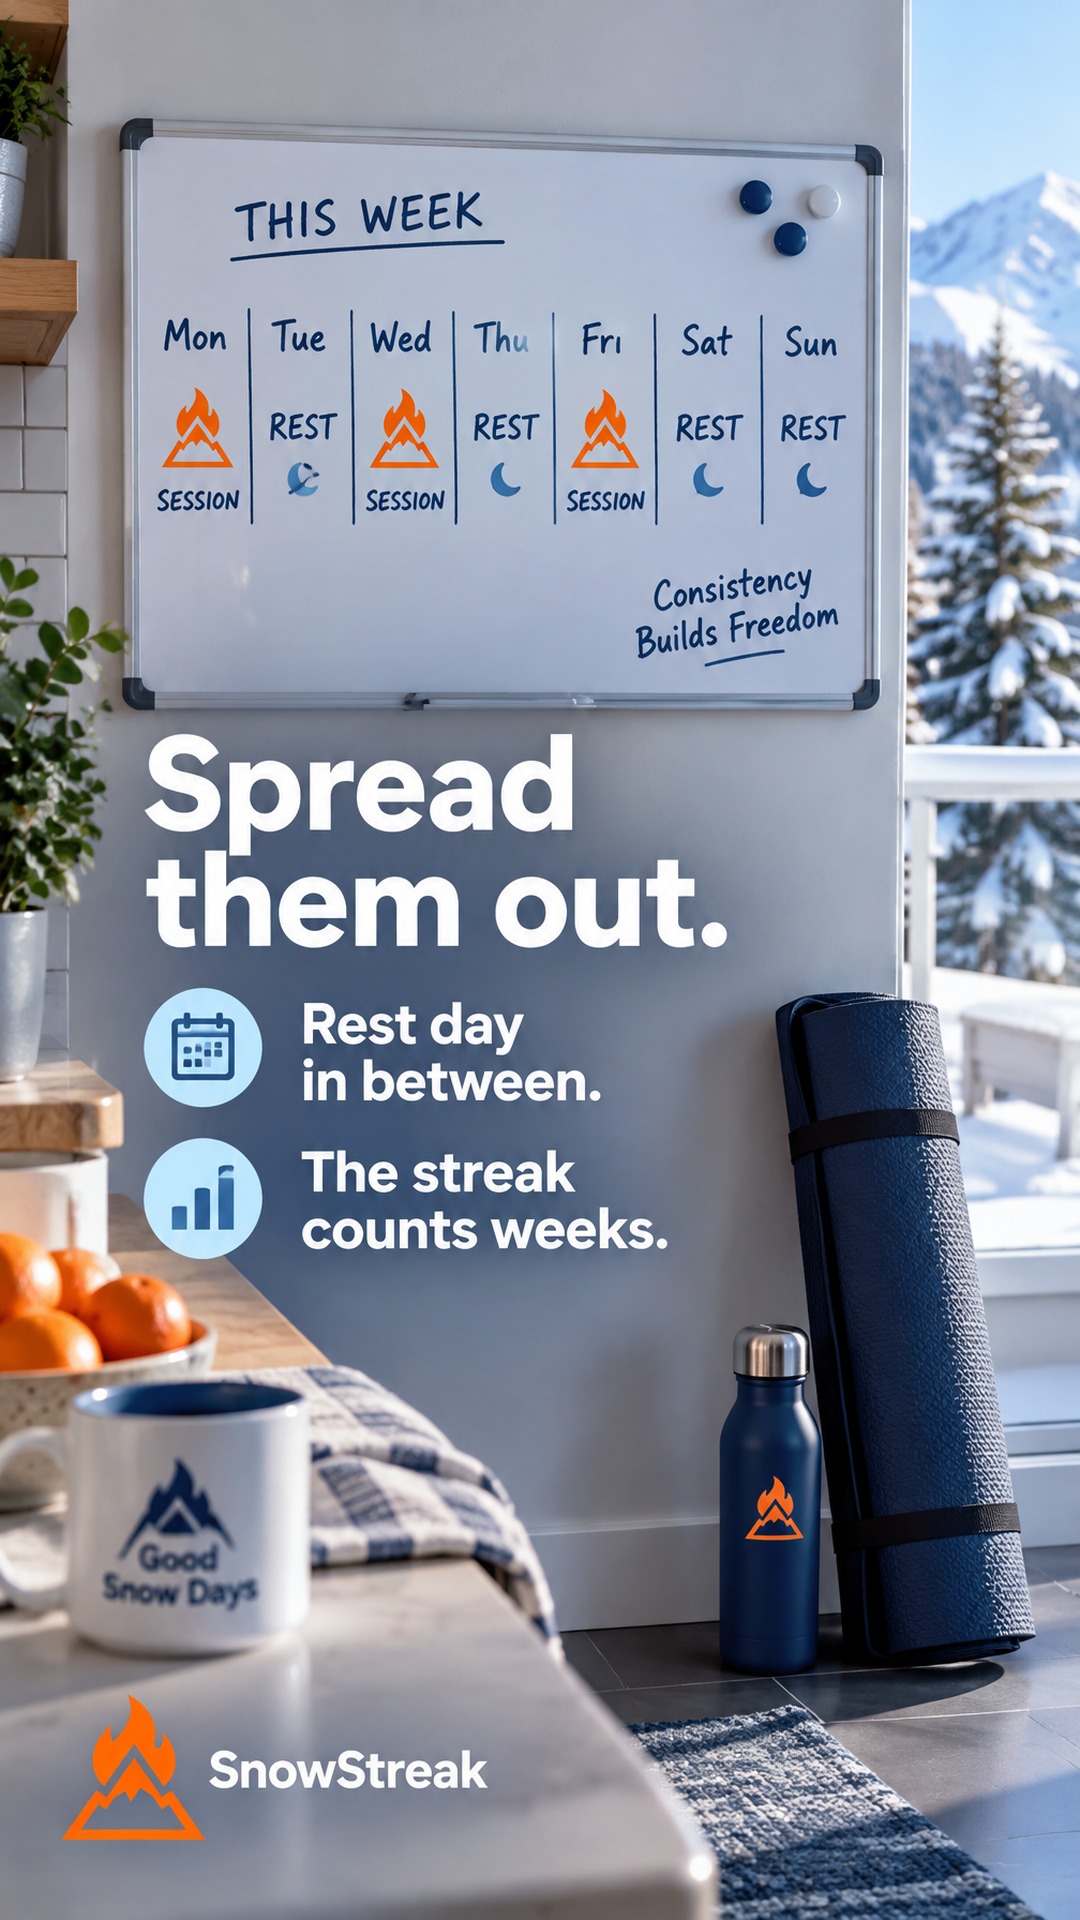 THIS WEEK
Mon Tue Wed Thu Fri Sat Sun
REST REST REST REST
SESSION SESSION SESSION
Consistency
Builds Freedom
Spread
them out.
Rest day
in between.
The streak
counts weeks.
Good
Snow Days
SnowStreak